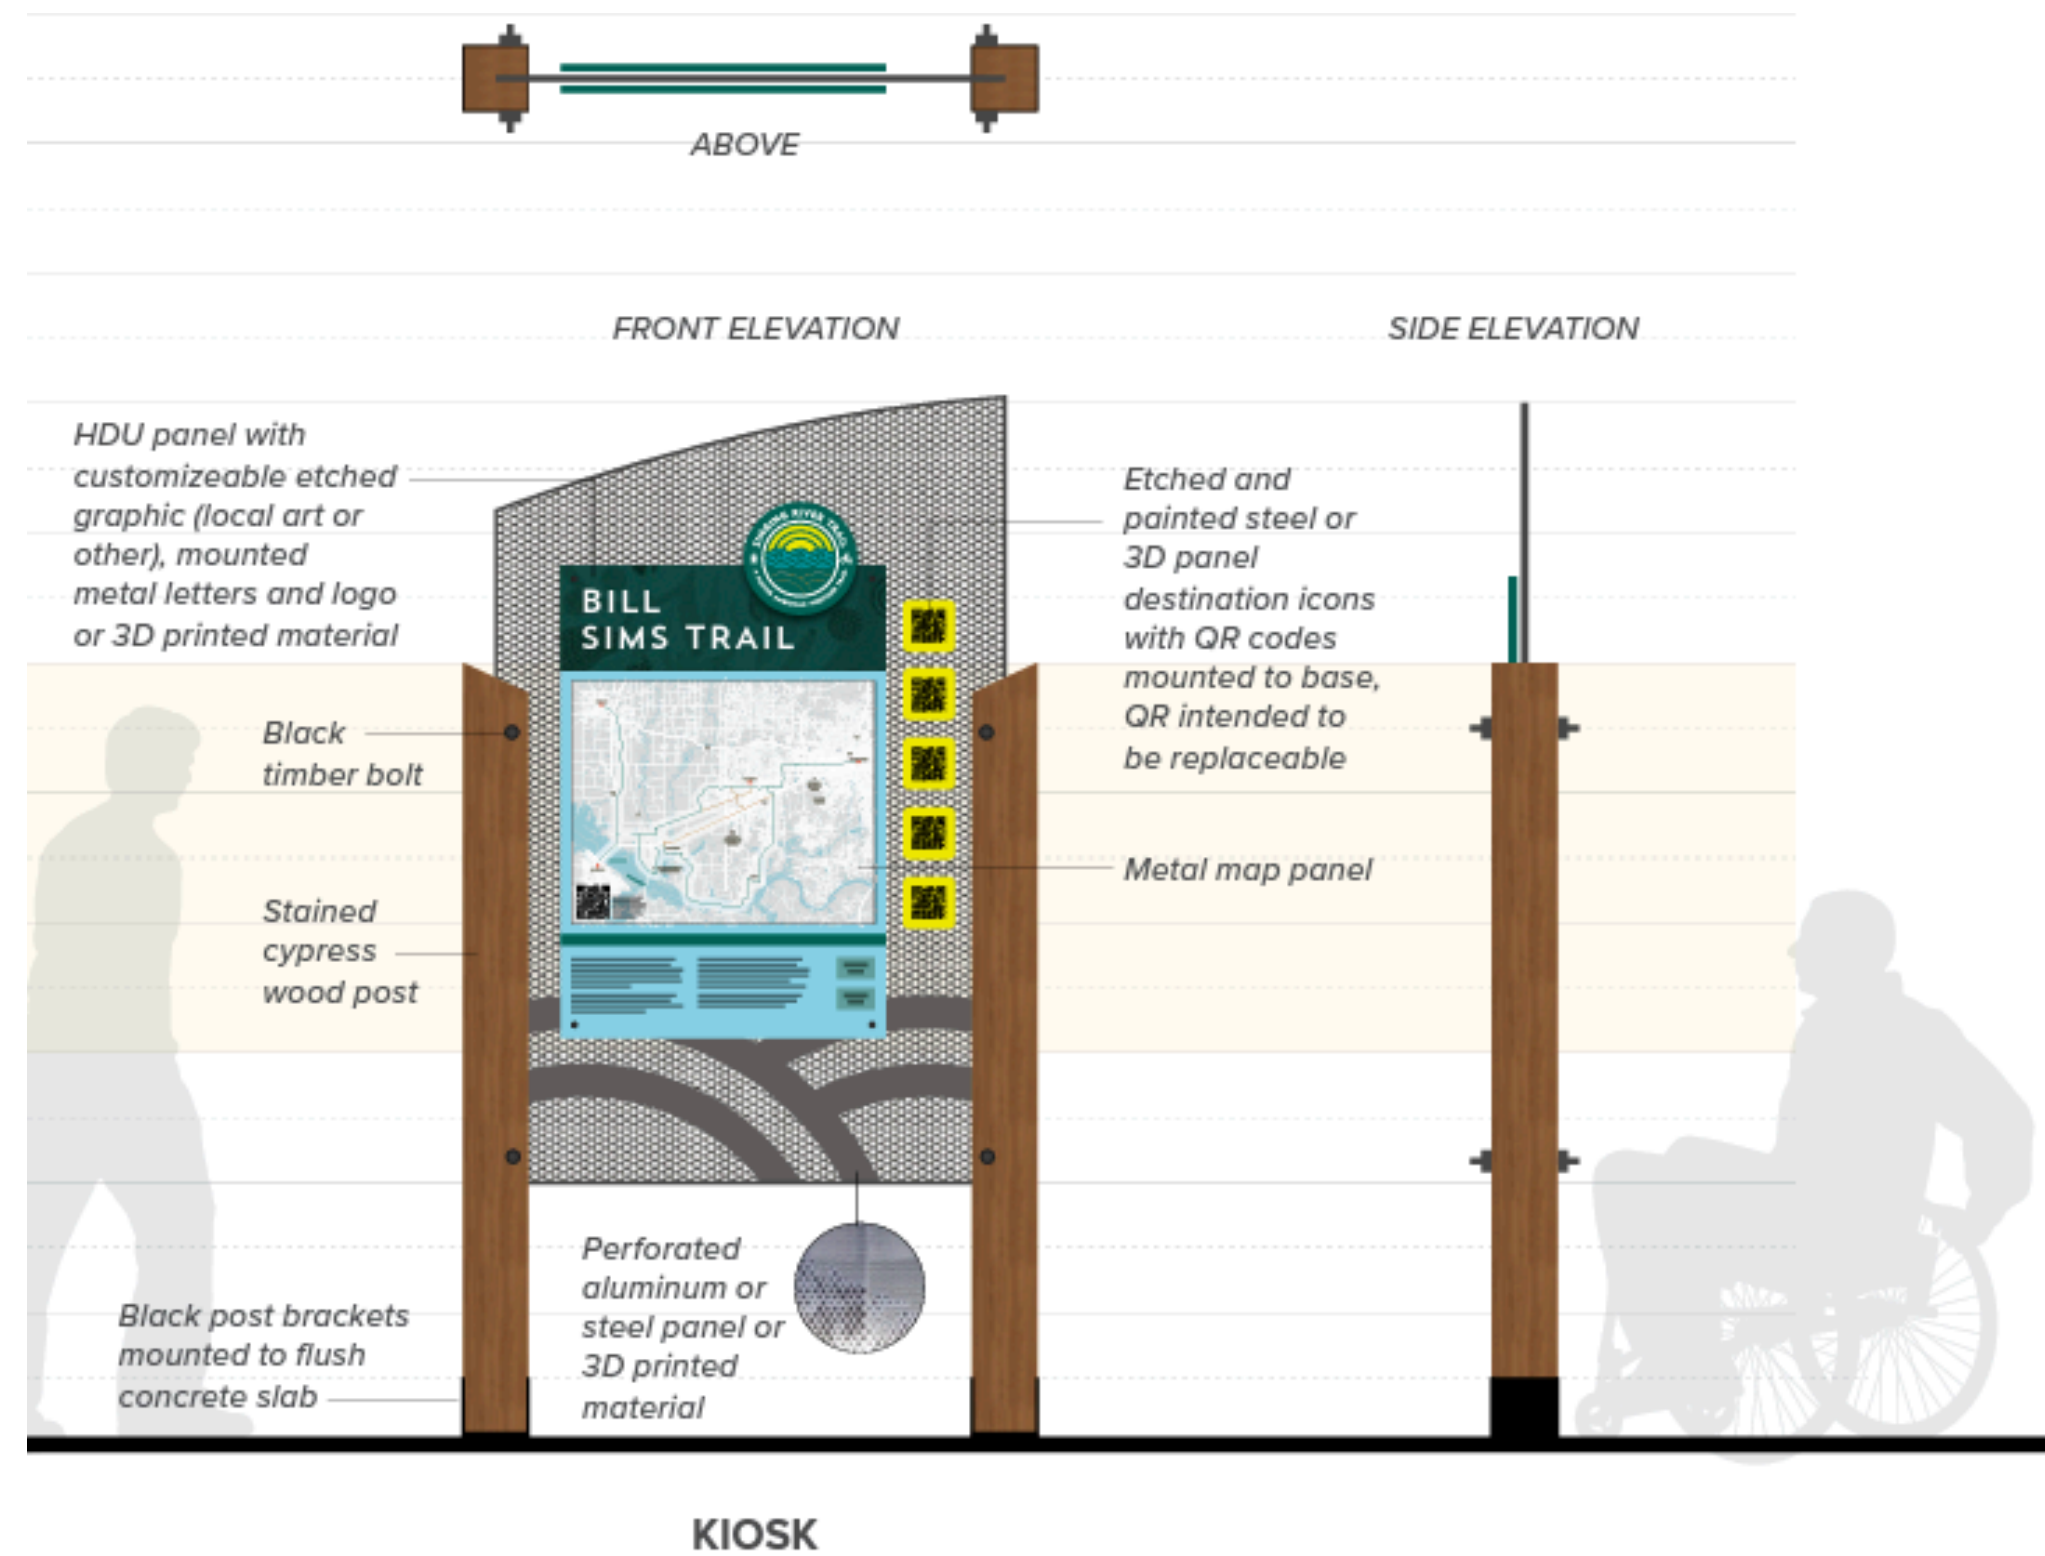 ABOVE
FRONT ELEVATION
SIDE ELEVATION
HDU panel with
customizeable etched
graphic (local art or
other), mounted
metal letters and logo
or 3D printed material
Etched and
painted steel or
3D panel
destination icons
with QR codes
mounted to base,
QR intended to
be replaceable
BILL
SIMS TRAIL
Black
timber bolt
Metal map panel
Stained
cypress
wood post
Perforated
aluminum or
steel panel or
3D printed
material
Black post brackets
mounted to flush
concrete slab
KIOSK